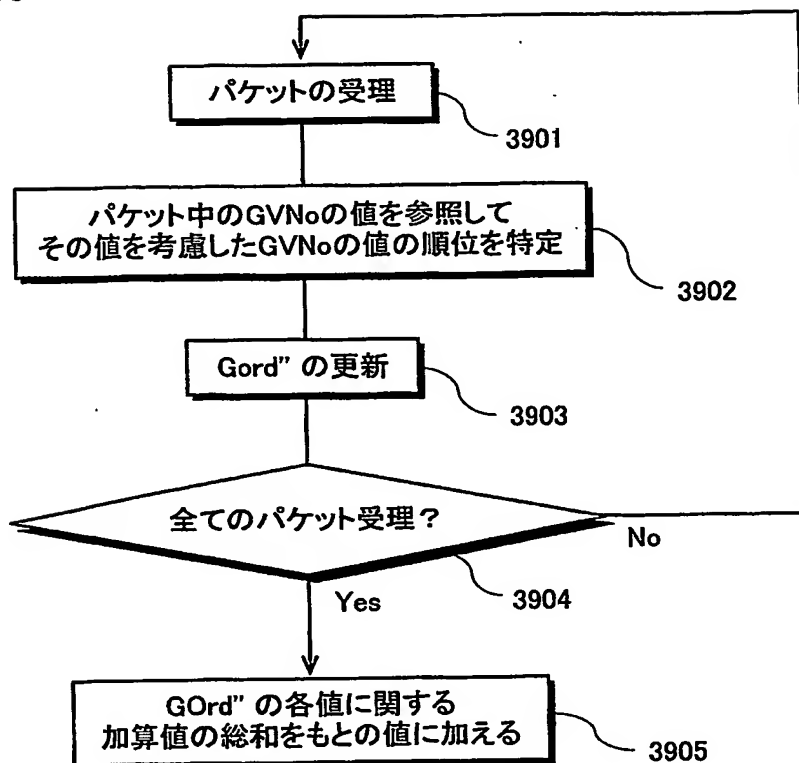 パケットの受理
3901
パケット中のGVNoの値を参照して
その値を考慮したGVNoの値の順位を特定
3902
Gord” の更新
3903
全てのパケット受理？
No
3904
Yes
GOrd” の各値に関する
加算値の総和をもとの値に加える
3905